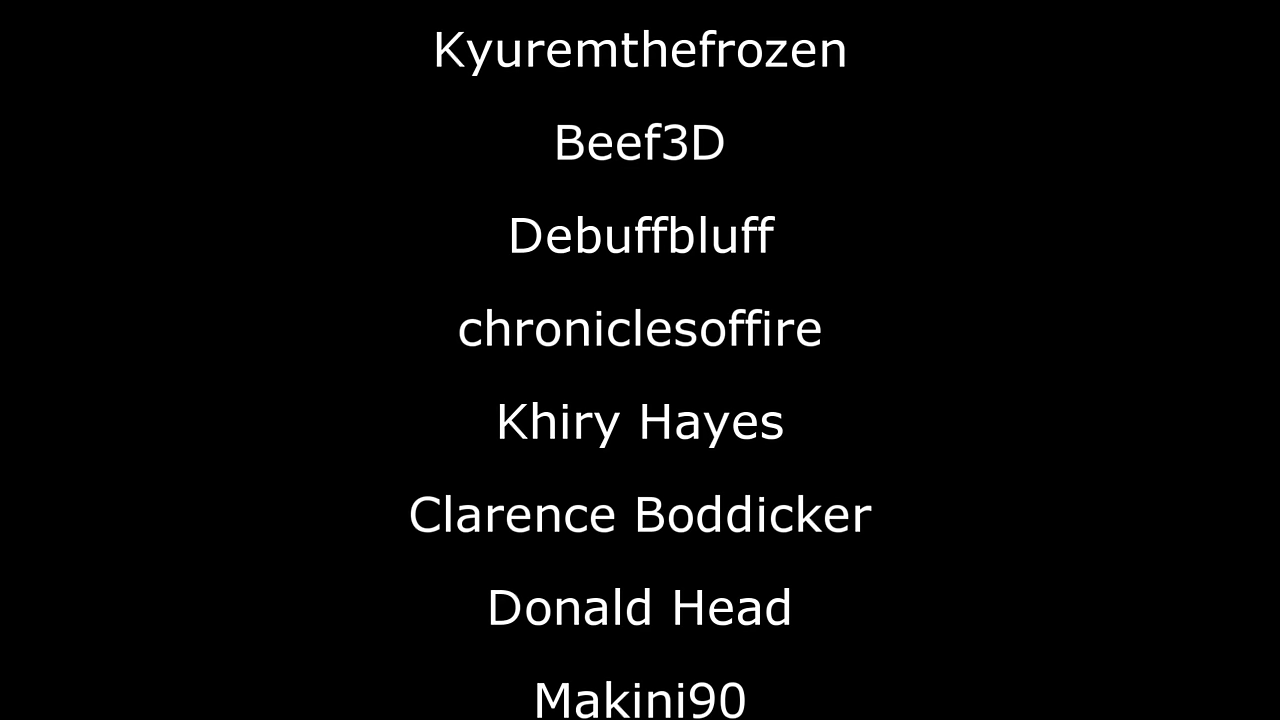 Kyuremthefrozen
Beef3D
Debuffbluff
chroniclesoffire
Khiry Hayes
Clarence Boddicker
Donald Head
Makini90